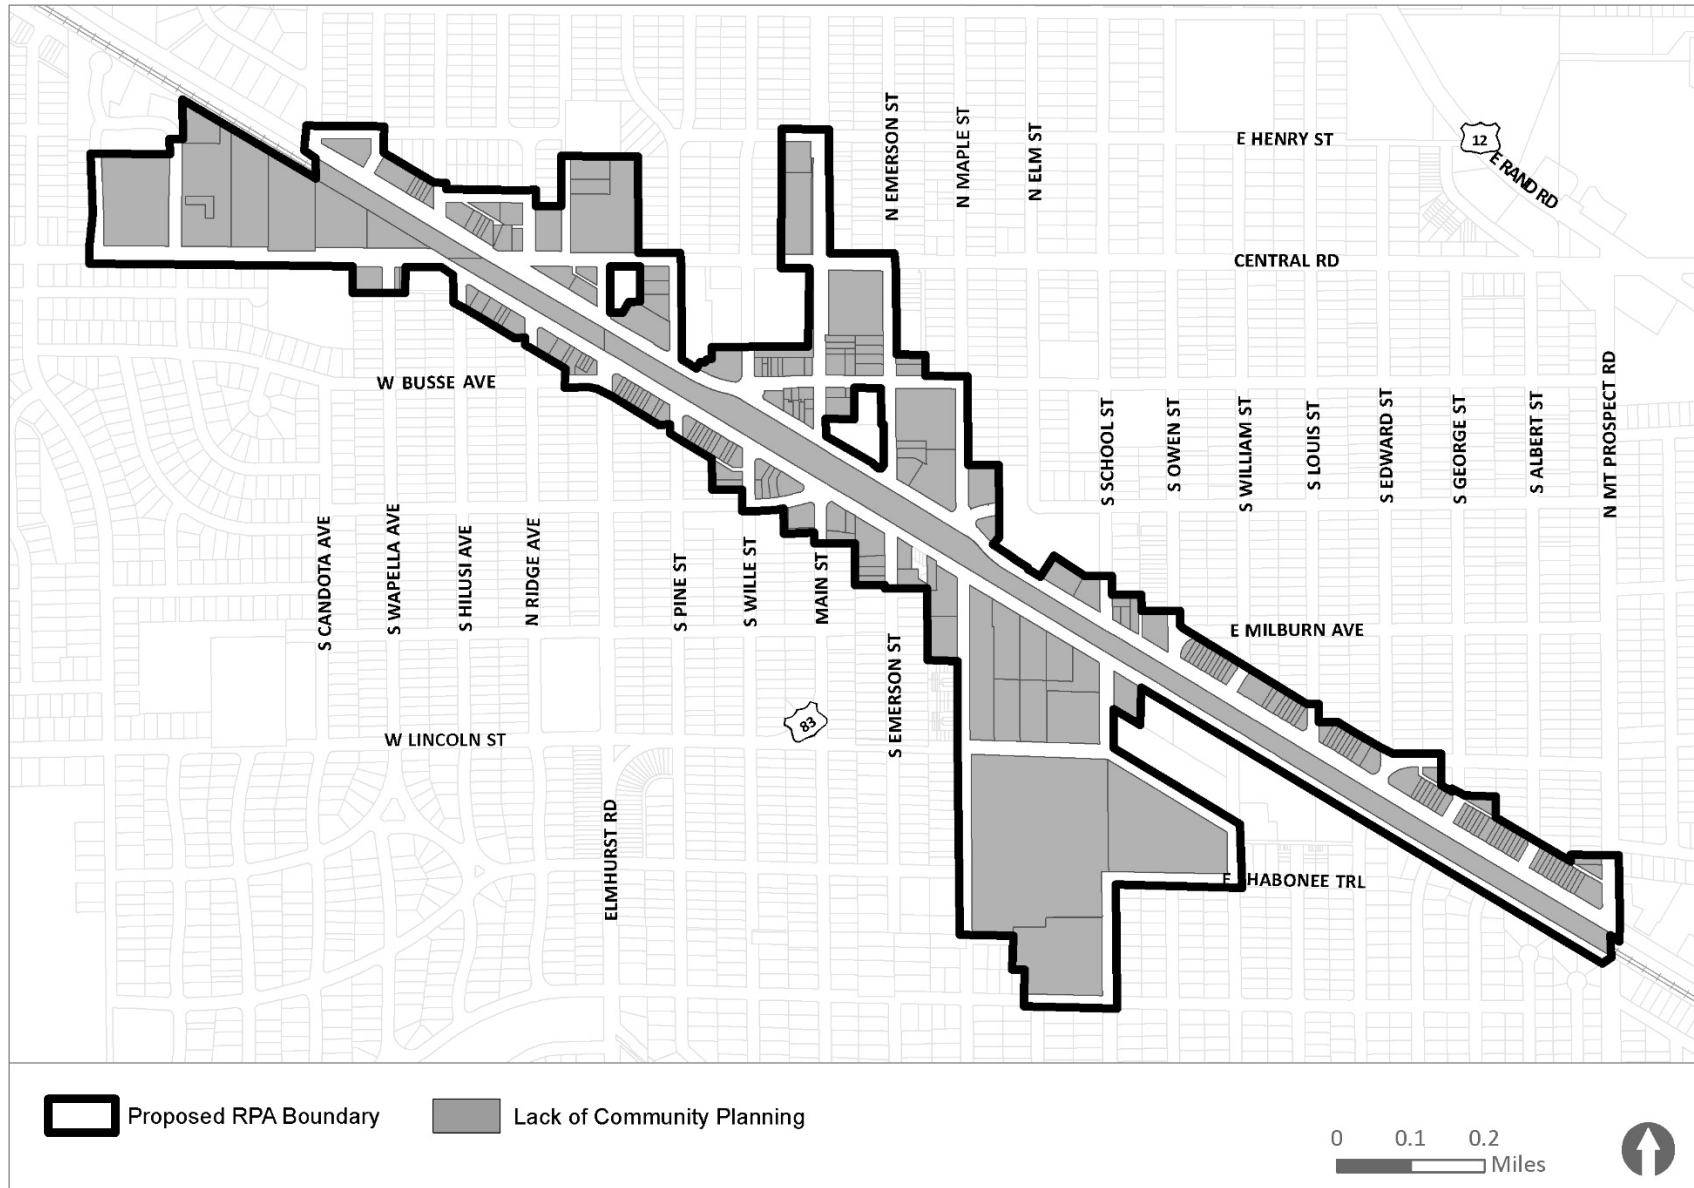 N EMERSON ST
N MAPLE ST
N ELM ST
E HENRY ST
12
E RAND RD
CENTRAL RD
W BUSSE AVE
S SCHOOL ST
S OWEN ST
S WILLIAM ST
S LOUIS ST
S EDWARD ST
S GEORGE ST
S ALBERT ST
N MT PROSPECT RD
S CANDOTA AVE
S WAPELLA AVE
S HILUSI AVE
N RIDGE AVE
S PINE ST
S WILLE ST
MAIN ST
S EMERSON ST
E MILBURN AVE
83
W LINCOLN ST
ELMHURST RD
E HABONEE TRL
Proposed RPA Boundary
Lack of Community Planning
0 0.1 0.2
Miles